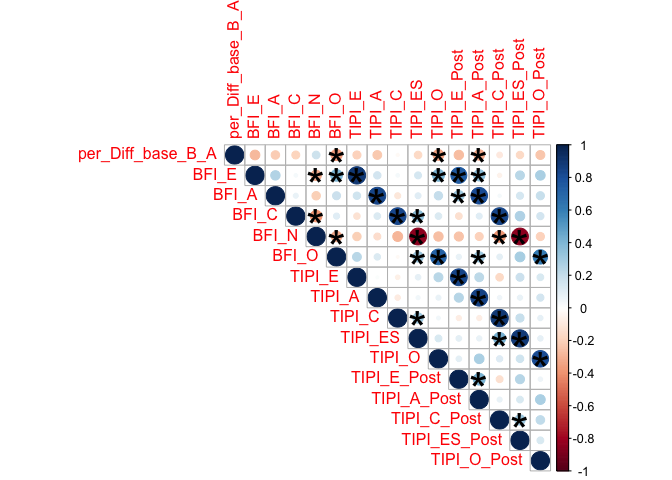 per_Diff_base_B_A
BFI_E
BFI_A
BFI_C
BFI_N
BFI_O
TIPI_E
TIPI_A
TIPI_C
TIPI_ES
TIPI_O
TIPI_E_Post
TIPI_A_Post
TIPI_C_Post
TIPI_ES_Post
TIPI_O_Post
per_Diff_base_B_A
BFI_E
BFI_A
BFI_C
BFI_N
BFI_O
TIPI_E
TIPI_A
TIPI_C
TIPI_ES
TIPI_O
TIPI_E_Post
TIPI_A_Post
TIPI_C_Post
TIPI_ES_Post
TIPI_O_Post
1
0.8
0.6
0.4
0.2
0
-0.2
-0.4
-0.6
-0.8
-1